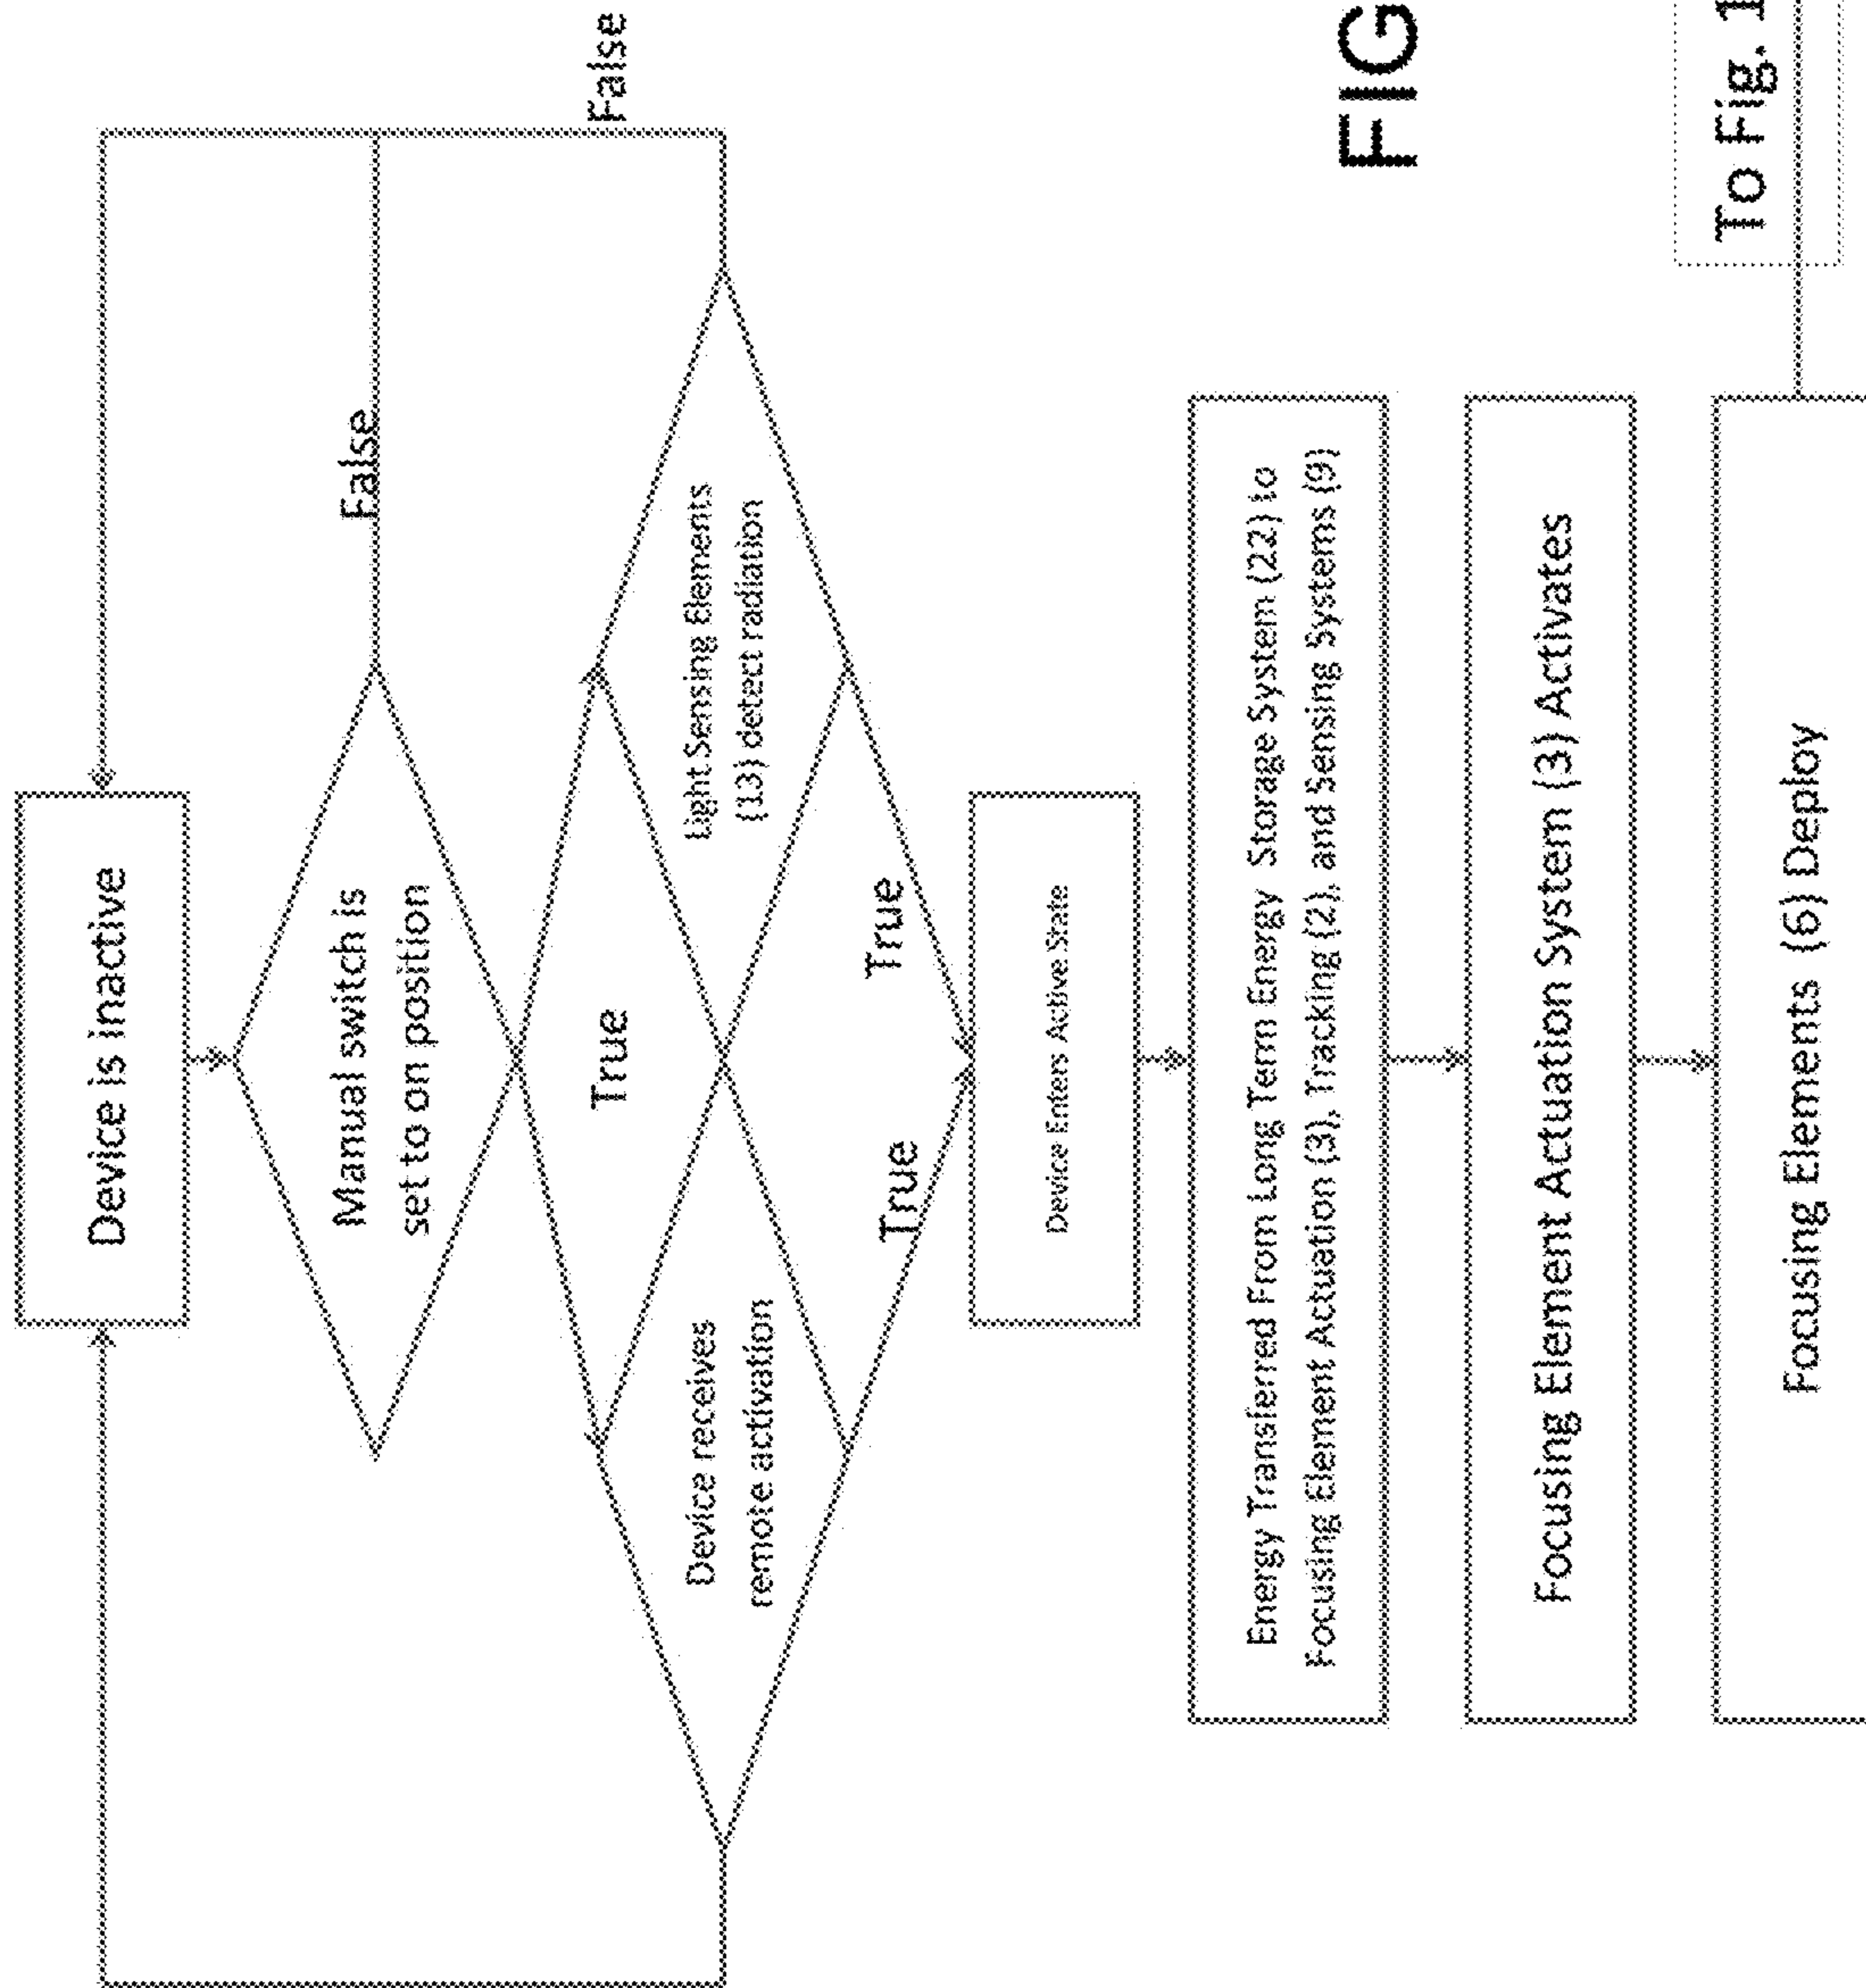 Device is inactive
Manual switch is
set to on position
False
True
False
Device receives
remote activation
Light Sensing Elements
(13) detect radiation
True
True
Device Enters Active State
Energy Transferred From Long Term Energy Storage System (22) to
Focusing Element Actuation (3), Tracking (2), and Sensing Systems (9)
Focusing Element Actuation System (3) Activates
Focusing Elements (6) Deploy
FIG
To Fig. 1